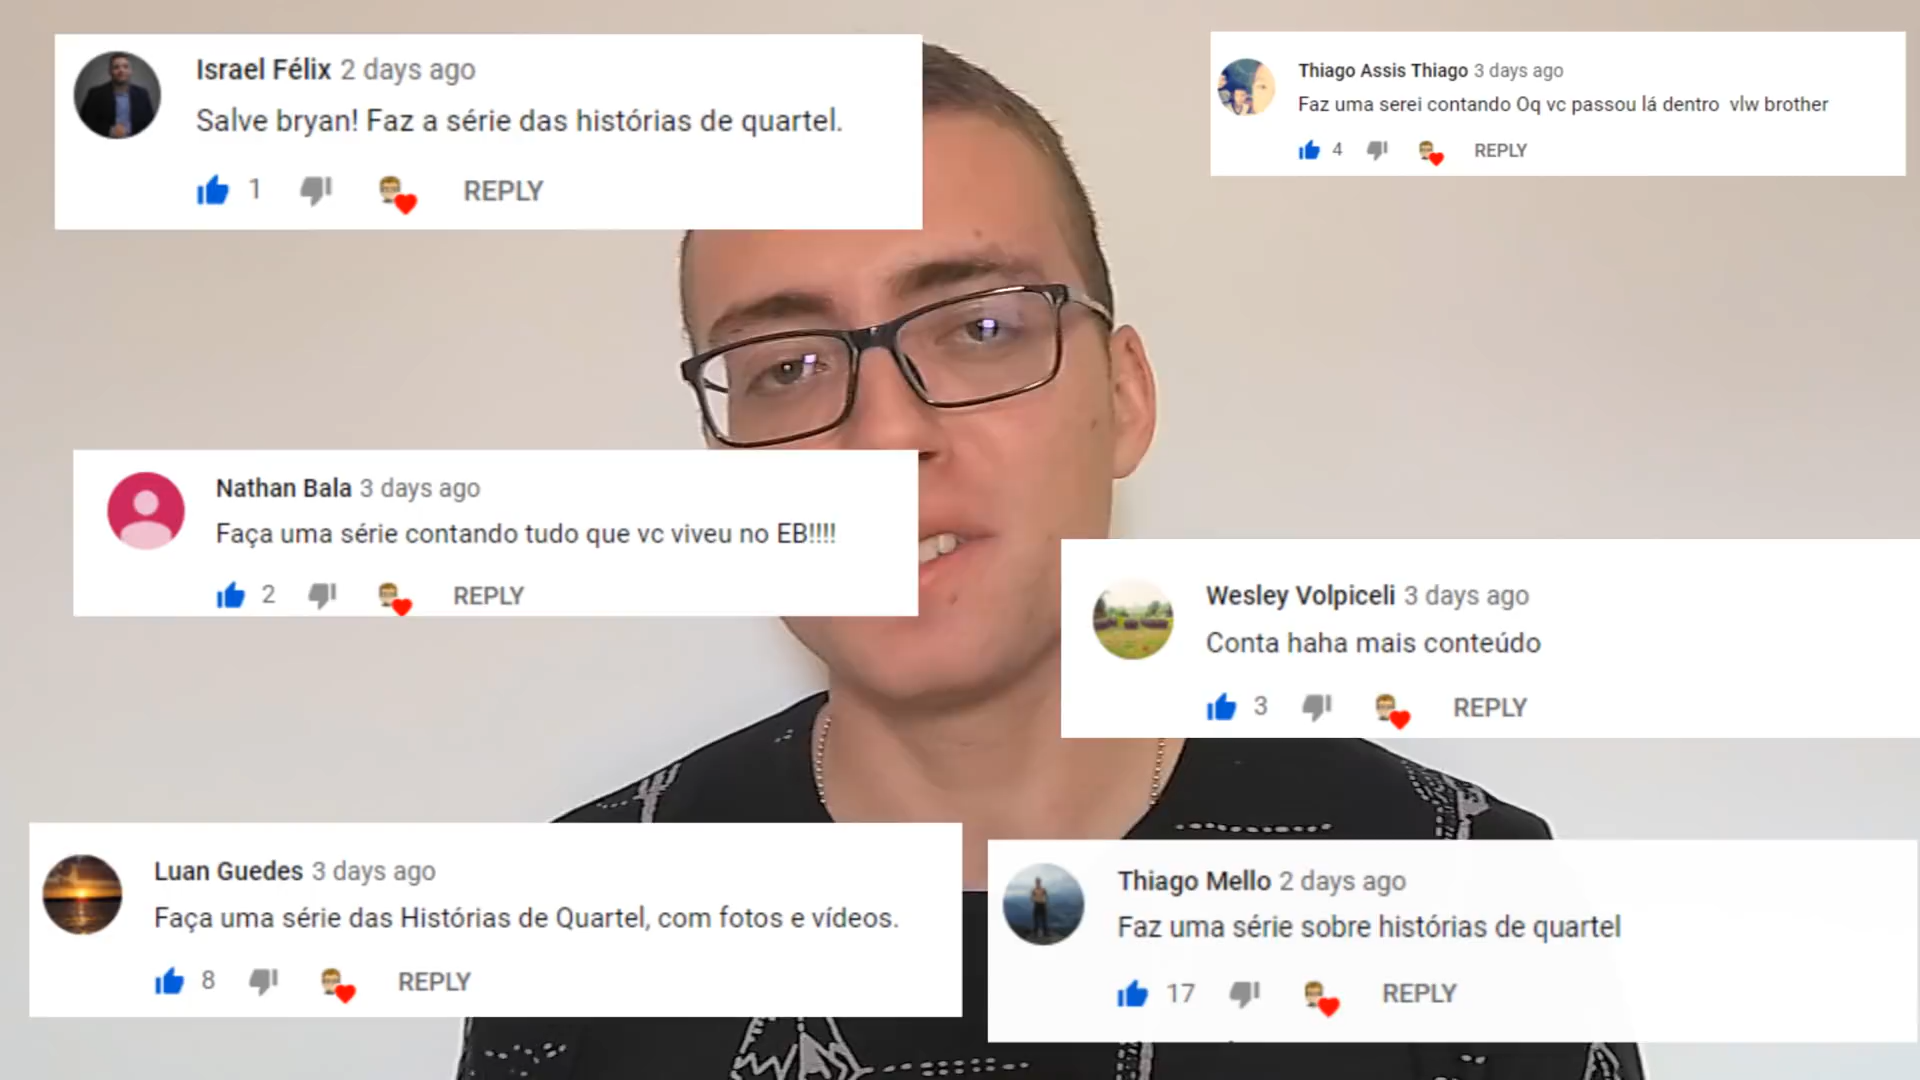 Israel Félix 2 days ago
Salve bryan! Faz a série das histórias de quartel.
1 REPLY
Thiago Assis Thiago 3 days ago
Faz uma serei contando Oq vc passou lá dentro vlw brother
4 REPLY
Nathan Bala 3 days ago
Faça uma série contando tudo que vc viveu no EB!!!!
2 REPLY
Wesley Volpiceli 3 days ago
Conta haha mais conteúdo
3 REPLY
Luan Guedes 3 days ago
Faça uma série das Histórias de Quartel, com fotos e vídeos.
8 REPLY
Thiago Mello 2 days ago
Faz uma série sobre histórias de quartel
17 REPLY